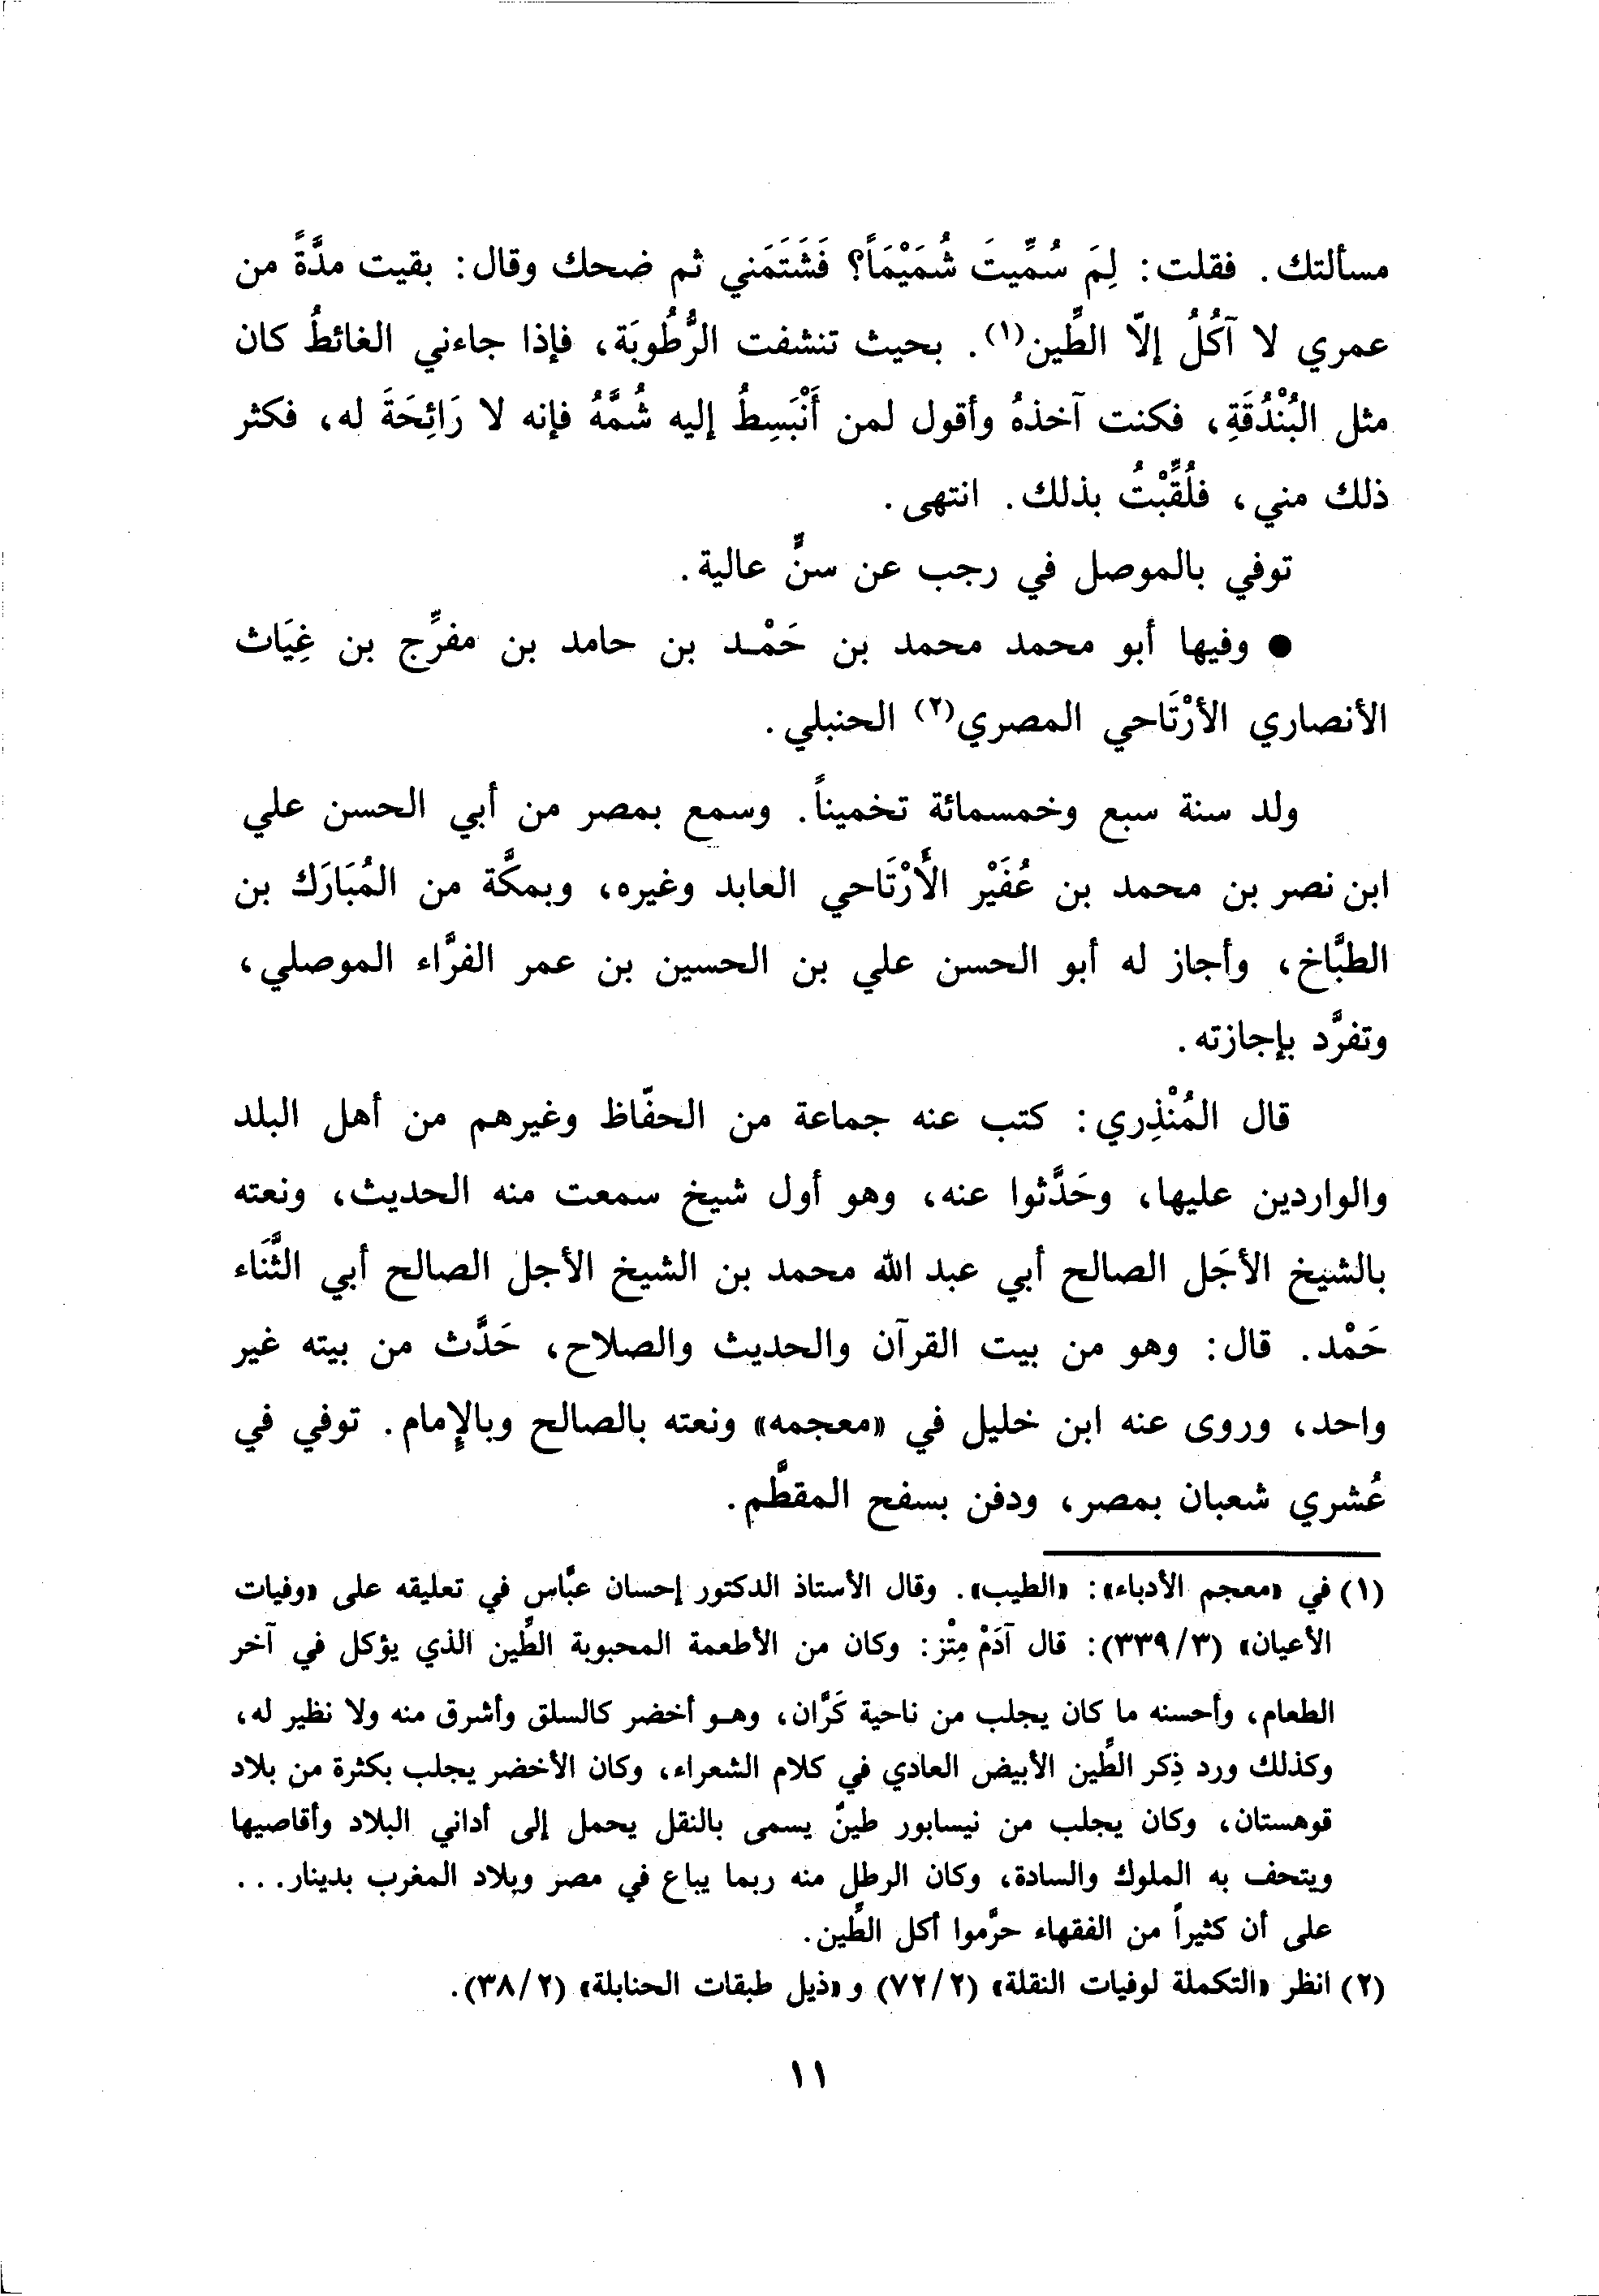 مسألتك. فقلت: لِمَ سُمِّيتَ شُمَيْمَاً؟ فَشَتَمَني ثم ضحك وقال: بقيت مدَّةً من
عمري لا آكُلُ إلّا الطِّين(١). بحيث تنشفت الرُّطُوبَة، فإذا جاءني الغائطُ كان
مثل البُنْدُقَةِ، فكنت آخذهُ وأقول لمن أَنْبَسِطُ إليه شُمَّهُ فإنه لا رَائِحَةَ له، فكثر
ذلك مني، فلُقِّبْتُ بذلك. انتهى.
توفي بالموصل في رجب عن سنٍّ عالية.
● وفيها أبو محمد محمد بن حَمْـد بن حامد بن مفرِّج بن غِيَاث
الأنصاري الأرْتَاحي المصري(٢) الحنبلي.
ولد سنة سبع وخمسمائة تخميناً. وسمع بمصر من أبي الحسن علي
ابن نصر بن محمد بن عُفَيْر الأَرْتَاحي العابد وغيره، وبمكَّة من المُبَارَك بن
الطبَّاخ، وأجاز له أبو الحسن علي بن الحسين بن عمر الفرَّاء الموصلي،
وتفرَّد بإجازته.
قال المُنْذِري: كتب عنه جماعة من الحفّاظ وغيرهم من أهل البلد
والواردين عليها، وحَدَّثوا عنه، وهو أول شيخ سمعت منه الحديث، ونعته
بالشيخ الأجَل الصالح أبي عبد الله محمد بن الشيخ الأجل الصالح أبي الثَّنَاء
حَمْد. قال: وهو من بيت القرآن والحديث والصلاح، حَدَّث من بيته غير
واحد، وروى عنه ابن خليل في «معجمه» ونعته بالصالح وبالإمام. توفي في
عُشري شعبان بمصر، ودفن بسفح المقطَّم.
(١) في «معجم الأدباء»: «الطيب». وقال الأستاذ الدكتور إحسان عبَّاس في تعليقه على «وفيات
الأعيان» (٣/٣٣٩): قال آدَمْ مِتْز: وكان من الأطعمة المحبوبة الطِّين الذي يؤكل في آخر
الطعام، وأحسنه ما كان يجلب من ناحية كَرَّان، وهـو أخضر كالسلق وأشرق منه ولا نظير له،
وكذلك ورد ذِكر الطِّين الأبيض العادي في كلام الشعراء، وكان الأخضر يجلب بكثرة من بلاد
قوهستان، وكان يجلب من نيسابور طينٌ يسمى بالنقل يحمل إلى أداني البلاد وأقاصيها
ويتحف به الملوك والسادة، وكان الرطل منه ربما يباع في مصر وبلاد المغرب بدينار...
على أن كثيراً من الفقهاء حرَّموا أكل الطِّين.
(٢) انظر «التكملة لوفيات النقلة» (٢/٧٢) و «ذيل طبقات الحنابلة» (٢/٣٨).
١١